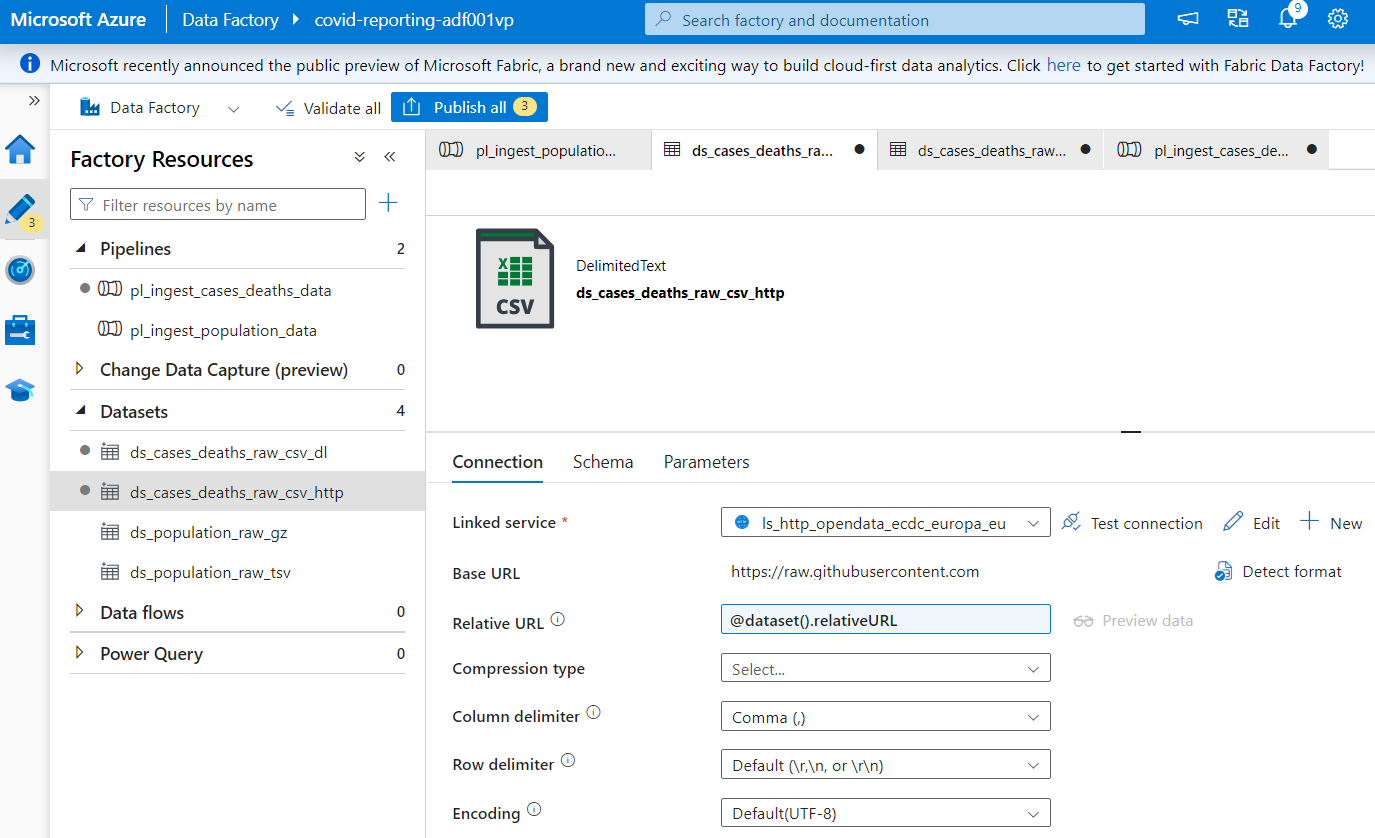 Microsoft Azure
Data Factory
covid-reporting-adf001vp
Search factory and documentation
9
Microsoft recently announced the public preview of Microsoft Fabric, a brand new and exciting way to build cloud-first data analytics. Click here to get started with Fabric Data Factory!
Data Factory
Validate all
Publish all 3
3
Factory Resources
Filter resources by name
Pipelines 2
pl_ingest_cases_deaths_data
pl_ingest_population_data
Change Data Capture (preview) 0
Datasets 4
ds_cases_deaths_raw_csv_dl
ds_cases_deaths_raw_csv_http
ds_population_raw_gz
ds_population_raw_tsv
Data flows 0
Power Query 0
pl_ingest_populatio...
ds_cases_deaths_ra...
ds_cases_deaths_raw...
pl_ingest_cases_de...
CSV
DelimitedText
ds_cases_deaths_raw_csv_http
Connection
Schema
Parameters
Linked service *
ls_http_opendata_ecdc_europa_eu
Test connection
Edit
New
Base URL
https://raw.githubusercontent.com
Detect format
Relative URL
@dataset().relativeURL
Preview data
Compression type
Select...
Column delimiter
Comma (,)
Row delimiter
Default (\r,\n, or \r\n)
Encoding
Default(UTF-8)